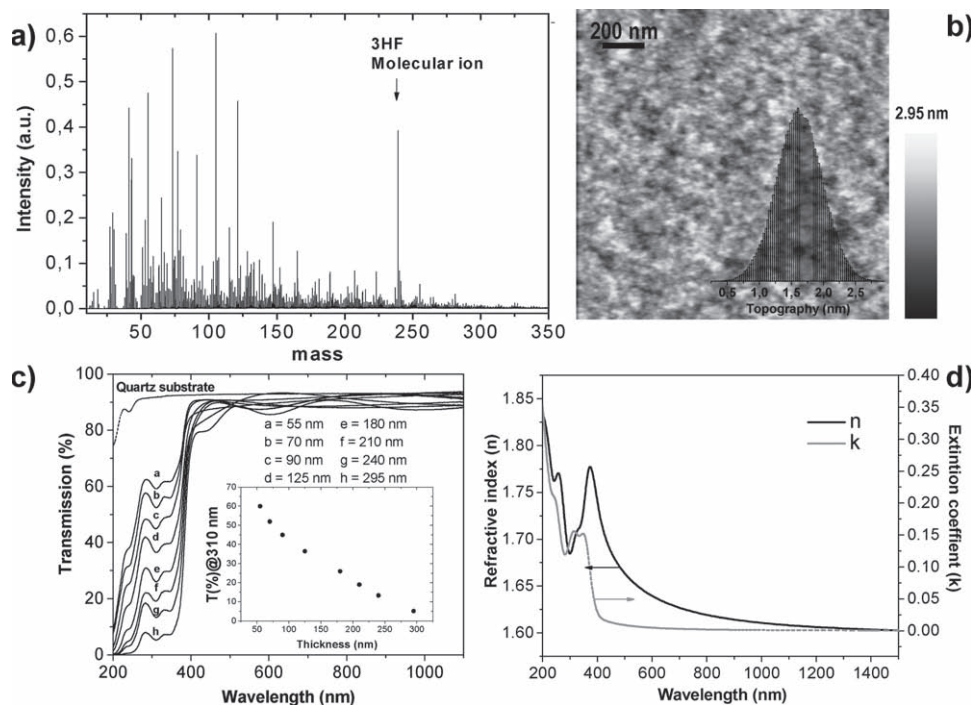 a)
0,6
0,5
0,4
0,3
0,2
0,1
0,0
Intensity (a.u.)
3HF
Molecular ion
50 100 150 200 250 300 350
mass
b)
200 nm
2.95 nm
0,5 1,0 1,5 2,0 2,5
Topography (nm)
c)
100
80
60
40
20
0
Transmission (%)
Quartz substrate
a = 55 nm e = 180 nm
b = 70 nm f = 210 nm
c = 90 nm g = 240 nm
d = 125 nm h = 295 nm
a
b
c
d
e
f
g
h
70
60
50
40
30
20
10
0
T(%)@310 nm
50 100 150 200 250 300
Thickness (nm)
200 400 600 800 1000
Wavelength (nm)
d)
1.85
1.80
1.75
1.70
1.65
1.60
Refractive index (n)
n
k
0.40
0.35
0.30
0.25
0.20
0.15
0.10
0.05
0.00
Extintion coeffient (k)
200 400 600 800 1000 1200 1400
Wavelength (nm)